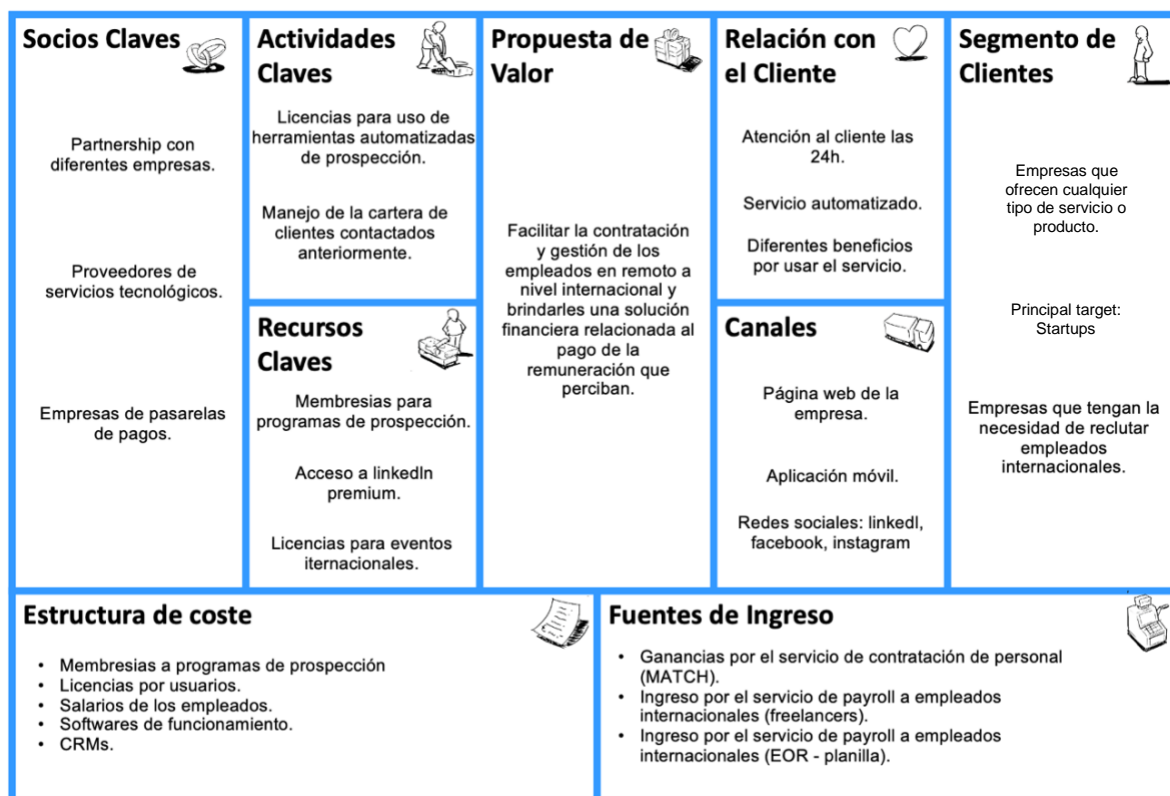 Socios Claves
Partnership con
diferentes empresas.
Proveedores de
servicios tecnológicos.
Empresas de pasarelas
de pagos.
Actividades
Claves
Licencias para uso de
herramientas automatizadas
de prospección.
Manejo de la cartera de
clientes contactados
anteriormente.
Recursos
Claves
Membresias para
programas de prospección.
Acceso a linkedIn
premium.
Licencias para eventos
iternacionales.
Propuesta de
Valor
Facilitar la contratación
y gestión de los
empleados en remoto a
nivel internacional y
brindarles una solución
financiera relacionada al
pago de la
remuneración que
perciban.
Relación con
el Cliente
Atención al cliente las
24h.
Servicio automatizado.
Diferentes beneficios
por usar el servicio.
Canales
Página web de la
empresa.
Aplicación móvil.
Redes sociales: linkedl,
facebook, instagram
Segmento de
Clientes
Empresas que
ofrecen cualquier
tipo de servicio o
producto.
Principal target:
Startups
Empresas que tengan la
necesidad de reclutar
empleados
internacionales.
Estructura de coste
• Membresias a programas de prospección
• Licencias por usuarios.
• Salarios de los empleados.
• Softwares de funcionamiento.
• CRMs.
Fuentes de Ingreso
• Ganancias por el servicio de contratación de personal
(MATCH).
• Ingreso por el servicio de payroll a empleados
internacionales (freelancers).
• Ingreso por el servicio de payroll a empleados
internacionales (EOR - planilla).